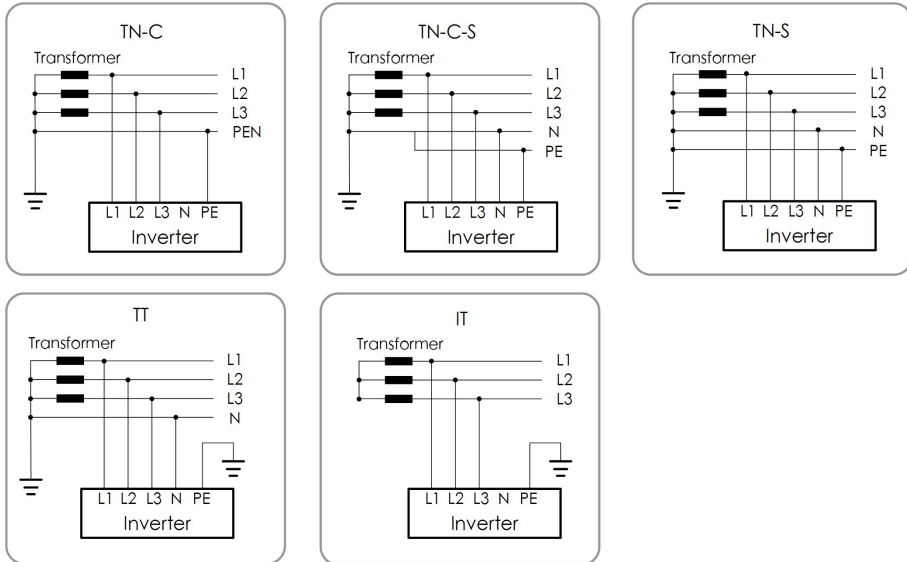 TN-C
Transformer
L1
L2
L3
PEN
L1 L2 L3 N PE
Inverter
TN-C-S
Transformer
L1
L2
L3
N
PE
L1 L2 L3 N PE
Inverter
TN-S
Transformer
L1
L2
L3
N
PE
L1 L2 L3 N PE
Inverter
TT
Transformer
L1
L2
L3
N
L1 L2 L3 N PE
Inverter
IT
Transformer
L1
L2
L3
L1 L2 L3 N PE
Inverter